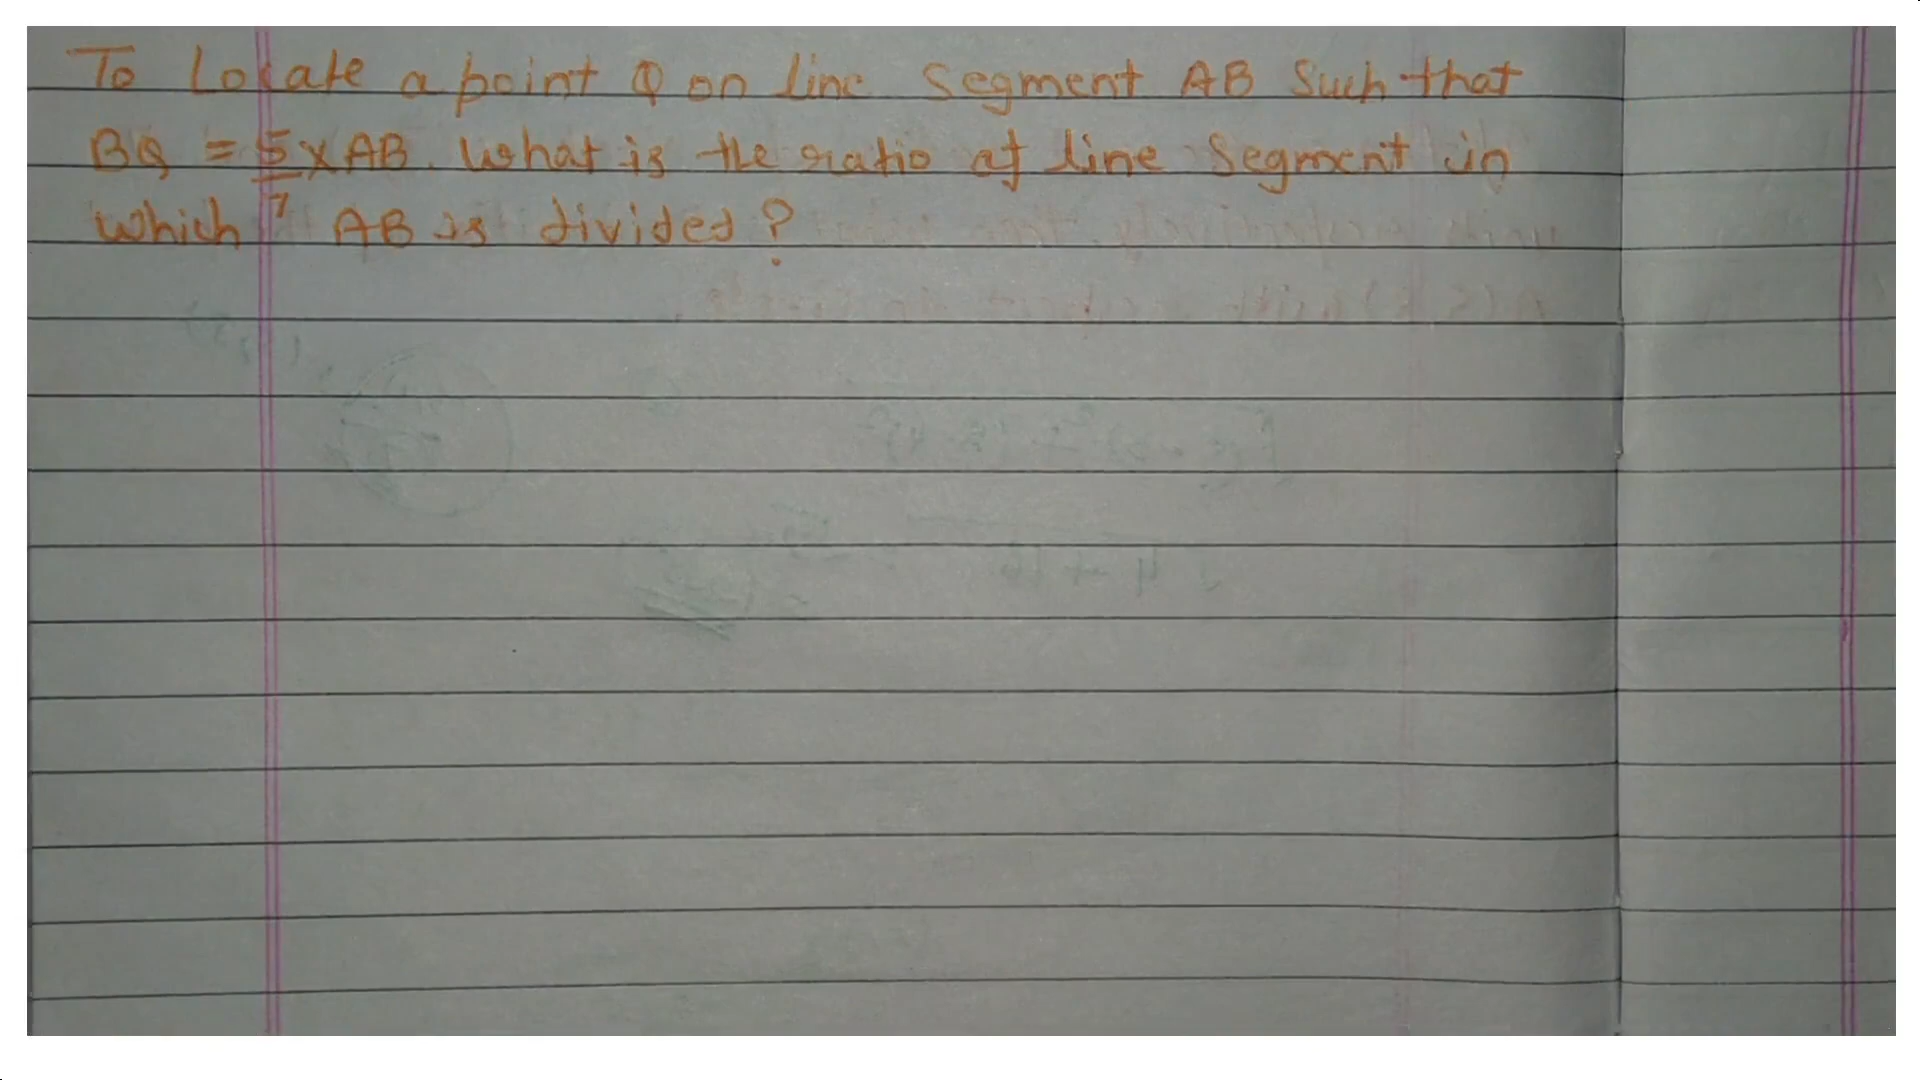 To Locate a point Q on line segment AB Such that
BQ = 5/7 X AB. What is the ratio of line segment in
which AB is divided ?